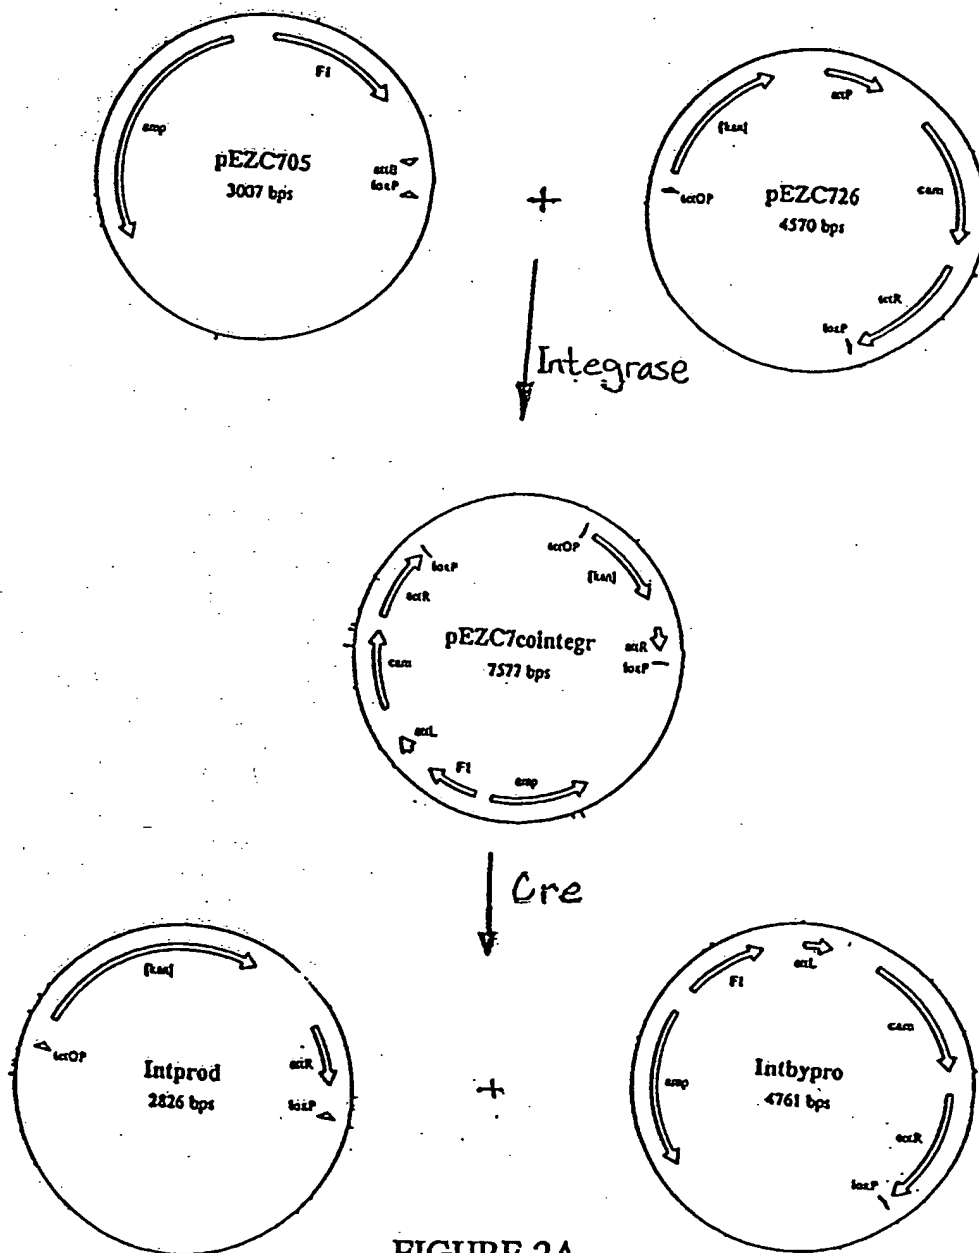 F1
amp
pEZC705
3007 bps
attB
loxP
+
attP
[kan]
cam
tetOP
pEZC726
4570 bps
tetR
loxP
Integrase
tetOP
[kan]
loxP
tetR
pEZC7cointegr
7577 bps
attR
loxP
cam
attL
F1
amp
Cre
[kan]
tetOP
attR
Intprod
2826 bps
loxP
+
F1
attL
cam
amp
Intbypro
4761 bps
tetR
loxP
FIGURE 2A